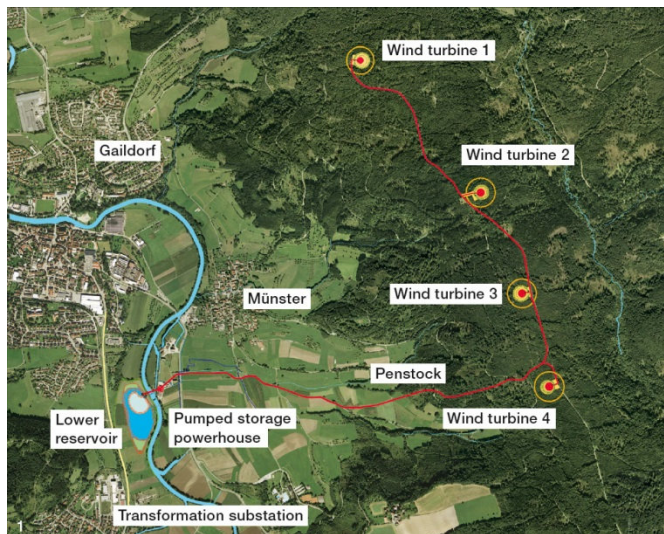 Wind turbine 1
Gaildorf
Wind turbine 2
Münster
Wind turbine 3
Penstock
Lower
reservoir
Pumped storage
powerhouse
Wind turbine 4
Transformation substation
1